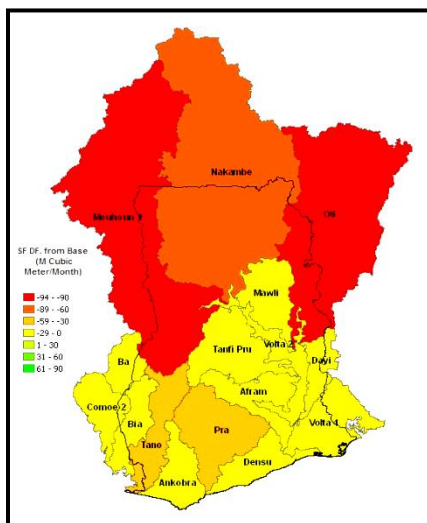 Nakambe
Mouhoun 1
Oti
SF DF. from Base
(M Cubic
Meter/Month)
-94 - -90
-89 - -60
-59 - -30
-29 - 0
1 - 30
31 - 60
61 - 90
Mawli
Volta 2
Tanfi Pru
Dayi
Ba
Afram
Comoe 2
Bia
Volta 4
Tano
Pra
Densu
Ankobra